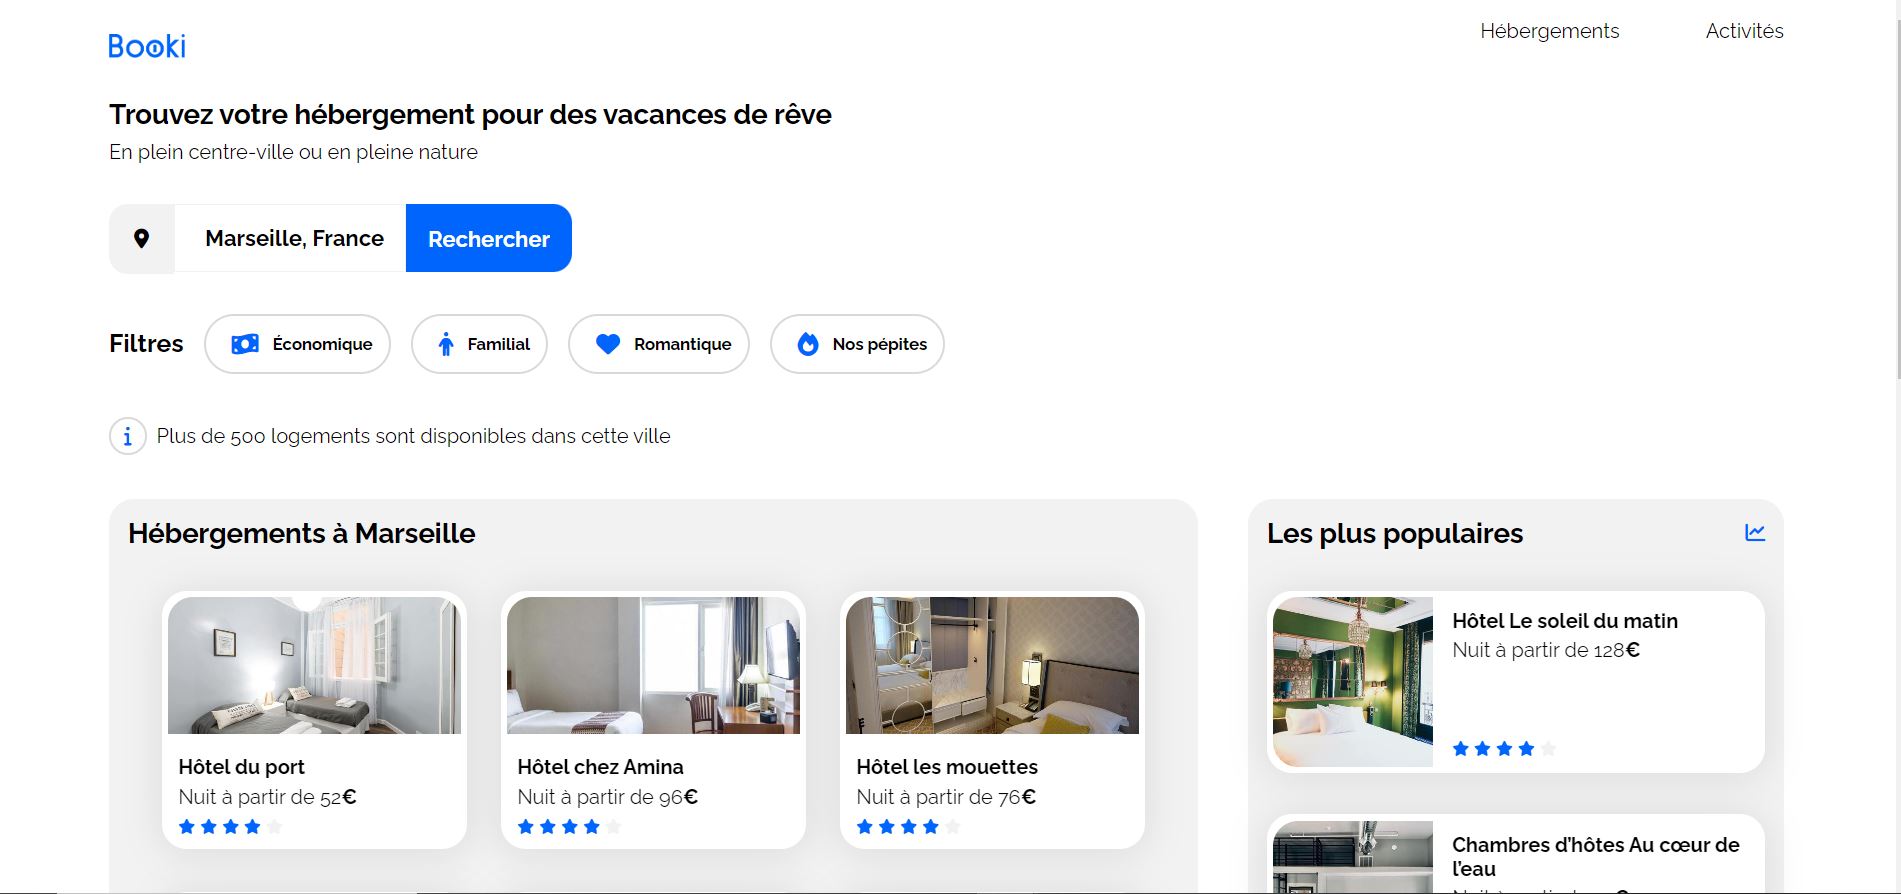 Booki
Hébergements
Activités
Trouvez votre hébergement pour des vacances de rêve
En plein centre-ville ou en pleine nature
Marseille, France
Rechercher
Filtres
Économique
Familial
Romantique
Nos pépites
Plus de 500 logements sont disponibles dans cette ville
Hébergements à Marseille
Hôtel du port
Nuit à partir de 52€
Hôtel chez Amina
Nuit à partir de 96€
Hôtel les mouettes
Nuit à partir de 76€
Les plus populaires
Hôtel Le soleil du matin
Nuit à partir de 128€
Chambres d’hôtes Au cœur de
l’eau